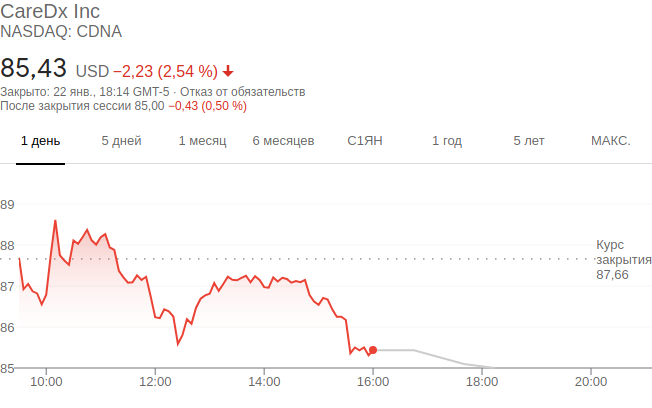 CareDx Inc
NASDAQ: CDNA
85,43 USD −2,23 (2,54 %)
Закрыто: 22 янв., 18:14 GMT-5 · Отказ от обязательств
После закрытия сессии 85,00 −0,43 (0,50 %)
1 день 5 дней 1 месяц 6 месяцев С1ЯН 1 год 5 лет МАКС.
89
88
87
86
85
Курс
закрытия
87,66
10:00 12:00 14:00 16:00 18:00 20:00